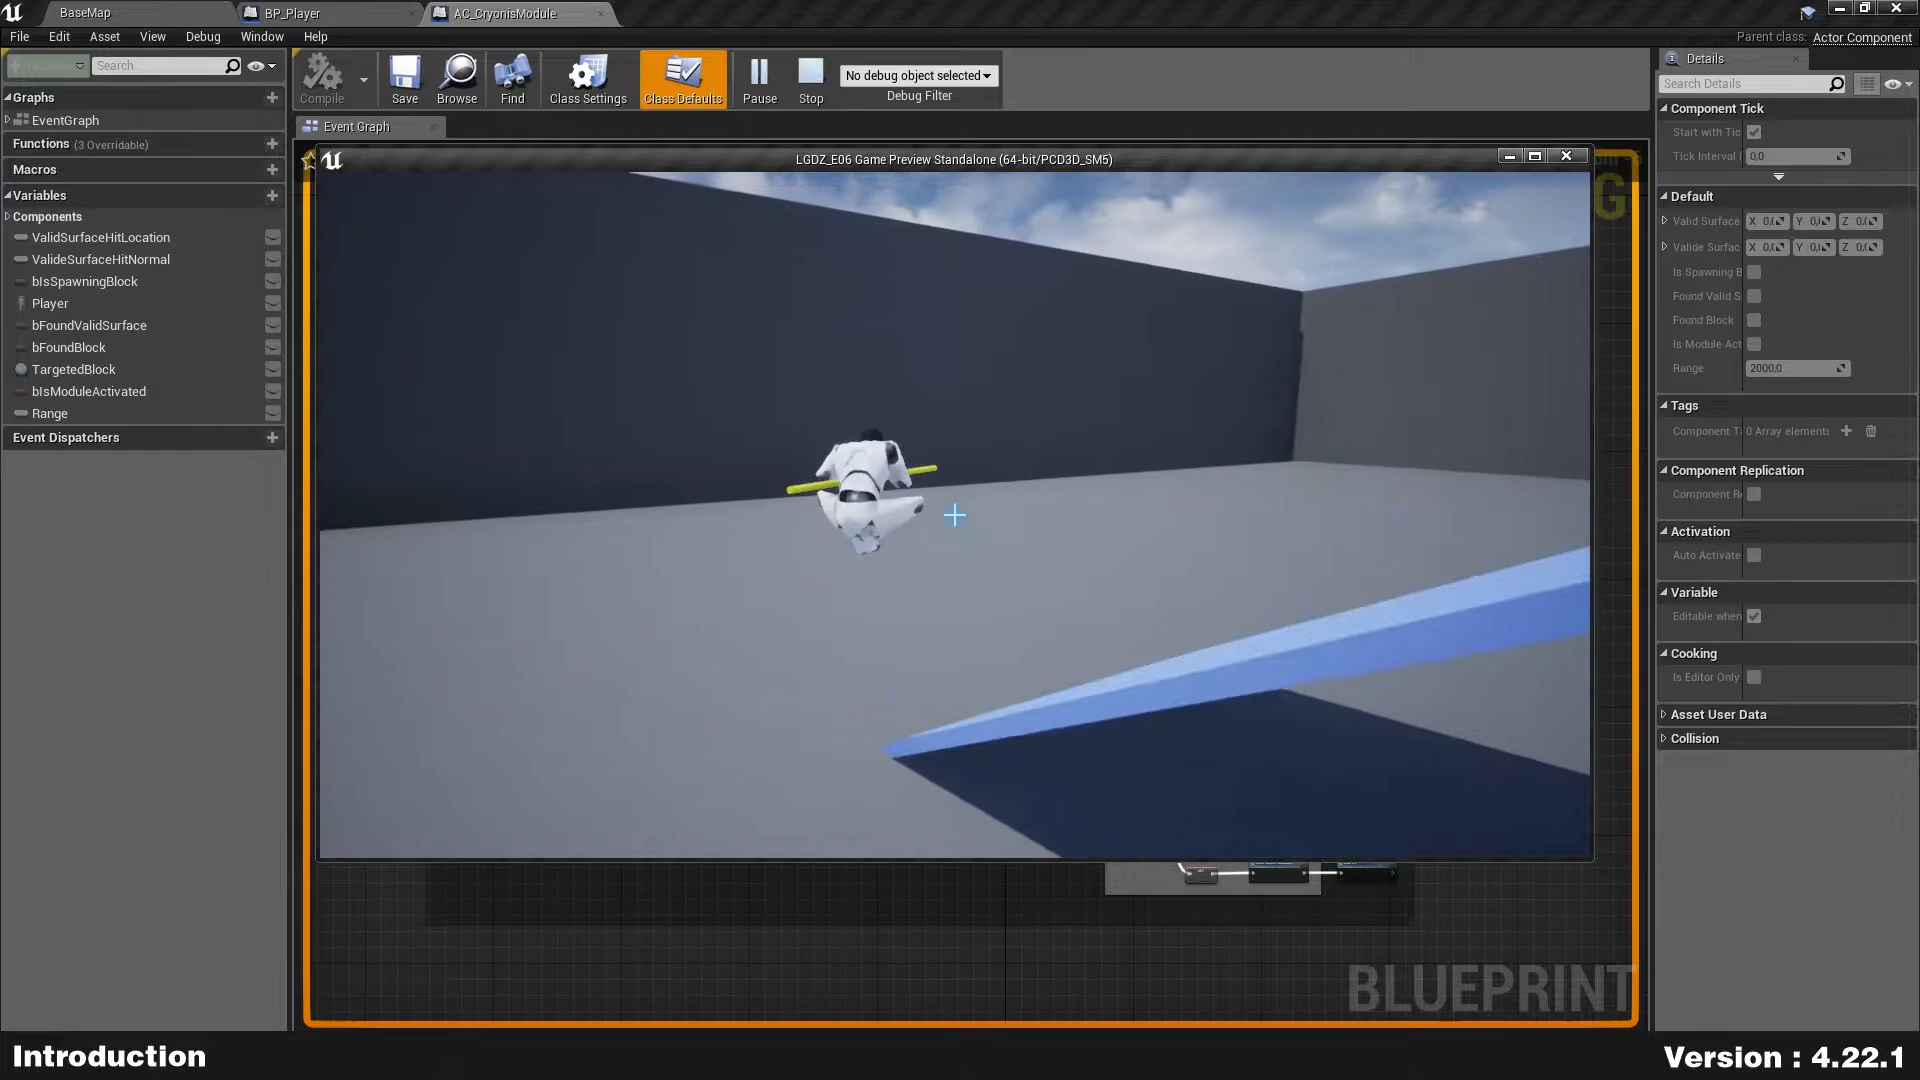 BaseMap
BP_Player
AC_CryonisModule
File Edit Asset View Debug Window Help
Parent class: Actor Component
Search
Compile
Save
Browse
Find
Class Settings
Class Defaults
Pause
Stop
No debug object selected
Debug Filter
Details
Search Details
Graphs
EventGraph
Functions (3 Overridable)
Macros
Variables
Components
ValidSurfaceHitLocation
ValideSurfaceHitNormal
bIsSpawningBlock
Player
bFoundValidSurface
bFoundBlock
TargetedBlock
bIsModuleActivated
Range
Event Dispatchers
Event Graph
LGDZ_E06 Game Preview Standalone (64-bit/PCD3D_SM5)
G
BLUEPRINT
Component Tick
Start with Tic
Tick Interval (
0,0
Default
Valid Surface X 0,0 Y 0,0 Z 0,0
Valide Surfac X 0,0 Y 0,0 Z 0,0
Is Spawning B
Found Valid S
Found Block
Is Module Act
Range 2000,0
Tags
Component T 0 Array elements
Component Replication
Component R
Activation
Auto Activate
Variable
Editable when
Cooking
Is Editor Only
Asset User Data
Collision
Introduction
Version : 4.22.1